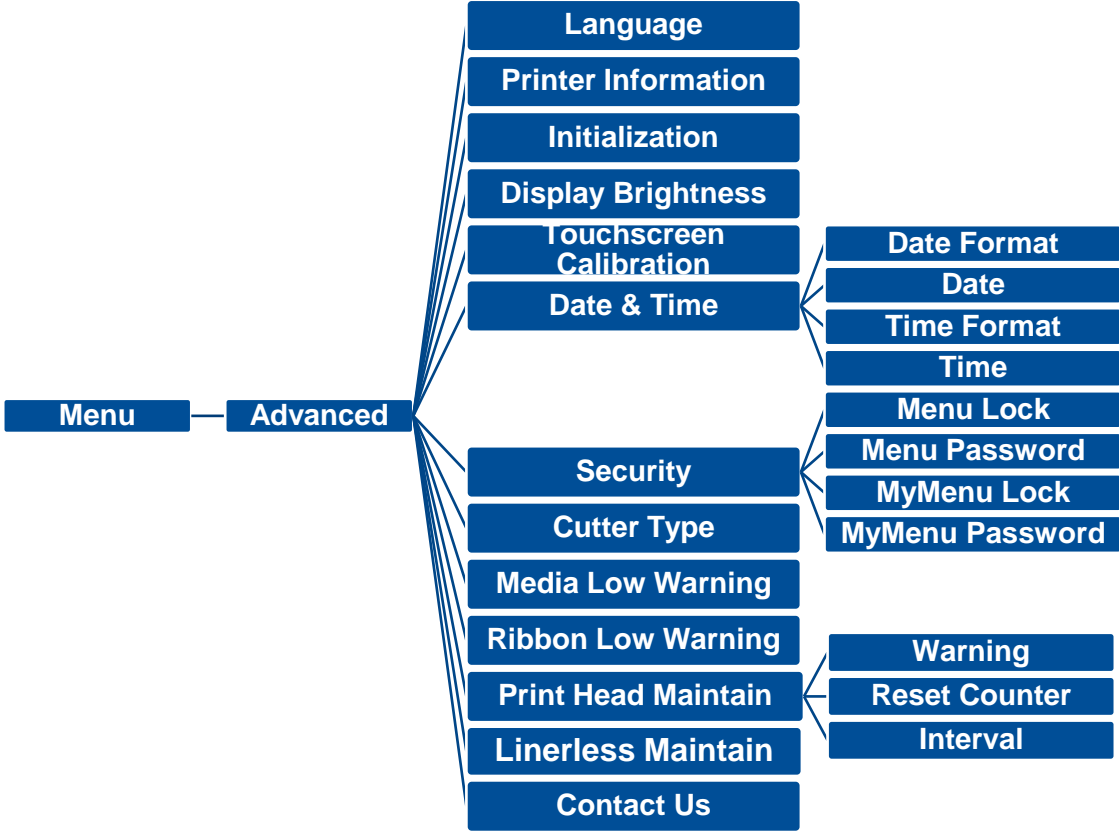 Language
Printer Information
Initialization
Display Brightness
Touchscreen
Calibration
Date & Time
Date Format
Date
Time Format
Time
Menu
Advanced
Security
Menu Lock
Menu Password
MyMenu Lock
MyMenu Password
Cutter Type
Media Low Warning
Ribbon Low Warning
Print Head Maintain
Warning
Reset Counter
Interval
Linerless Maintain
Contact Us